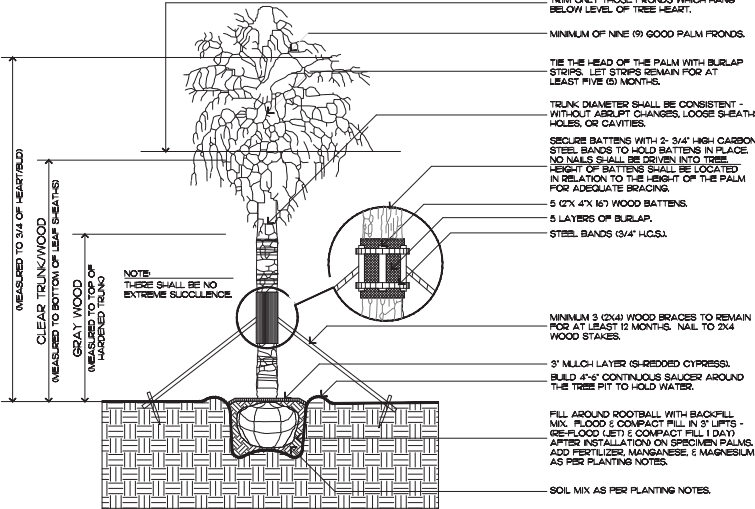 TRIM ONLY THOSE FRONDS WHICH HANG
BELOW LEVEL OF TREE HEART.
MINIMUM OF NINE (9) GOOD PALM FRONDS.
TIE THE HEAD OF THE PALM WITH BURLAP
STRIPS. LET STRIPS REMAIN FOR AT
LEAST FIVE (5) MONTHS.
TRUNK DIAMETER SHALL BE CONSISTENT -
WITHOUT ABRUPT CHANGES, LOOSE SHEATH
HOLES, OR CAVITIES.
SECURE BATTENS WITH 2- 3/4" HIGH CARBON
STEEL BANDS TO HOLD BATTENS IN PLACE.
NO NAILS SHALL BE DRIVEN INTO TREE.
HEIGHT OF BATTENS SHALL BE LOCATED
IN RELATION TO THE HEIGHT OF THE PALM
FOR ADEQUATE BRACING.
5 (2"X 4"X 16") WOOD BATTENS.
5 LAYERS OF BURLAP.
STEEL BANDS (3/4" H.C.S.).
(MEASURED TO 3/4 OF HEART/BUD)
CLEAR TRUNK/WOOD
(MEASURED TO BOTTOM OF LEAF SHEATHS)
GRAY WOOD
(MEASURED TO TOP OF
HARDENED TRUNK)
NOTE:
THERE SHALL BE NO
EXTREME SUCCULENCE.
MINIMUM 3 (2X4) WOOD BRACES TO REMAIN
FOR AT LEAST 12 MONTHS. NAIL TO 2X4
WOOD STAKES.
3" MULCH LAYER (SHREDDED CYPRESS).
BUILD 4"-6" CONTINUOUS SAUCER AROUND
THE TREE PIT TO HOLD WATER.
FILL AROUND ROOTBALL WITH BACKFILL
MIX. FLOOD & COMPACT FILL IN 3" LIFTS -
(RE-FLOOD (JET) & COMPACT FILL 1 DAY)
AFTER INSTALLATION) ON SPECIMEN PALMS.
ADD FERTILIZER, MANGANESE, & MAGNESIUM
AS PER PLANTING NOTES.
SOIL MIX AS PER PLANTING NOTES.